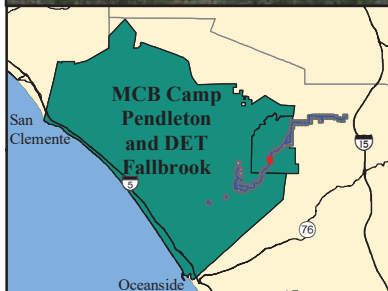 MCB Camp
Pendleton
and DET
Fallbrook
San
Clemente
5
15
76
Oceanside